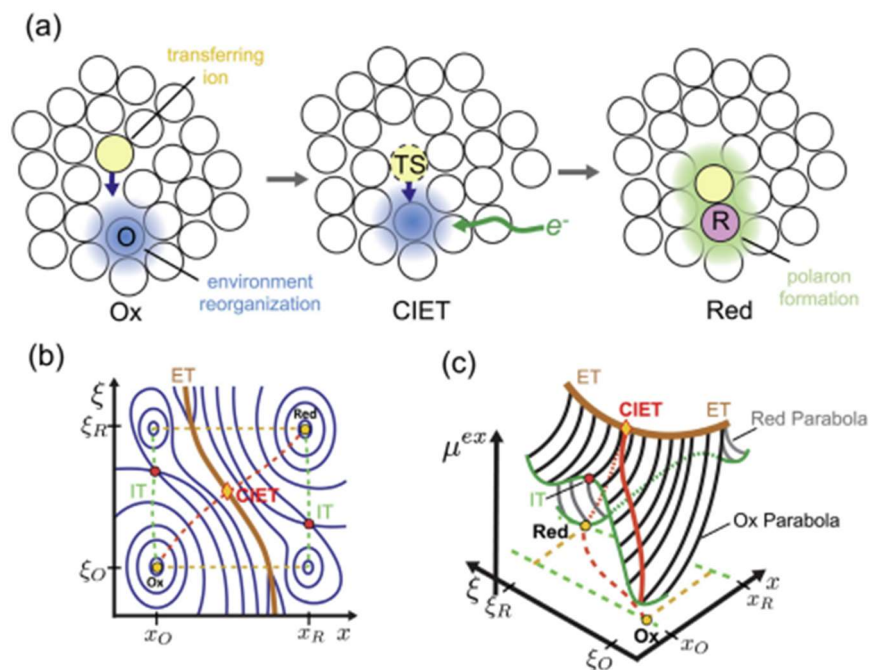 (a)
transferring
ion
TS
O
e-
R
environment
reorganization
polaron
formation
Ox
CIET
Red
(b)
ET
ξ
ξR
Red
CIET
IT
IT
ξO
Ox
xO
xR
x
(c)
ET
CIET
ET
Red Parabola
μex
IT
Red
Ox Parabola
ξ
ξR
x
xR
Ox
xO
ξO